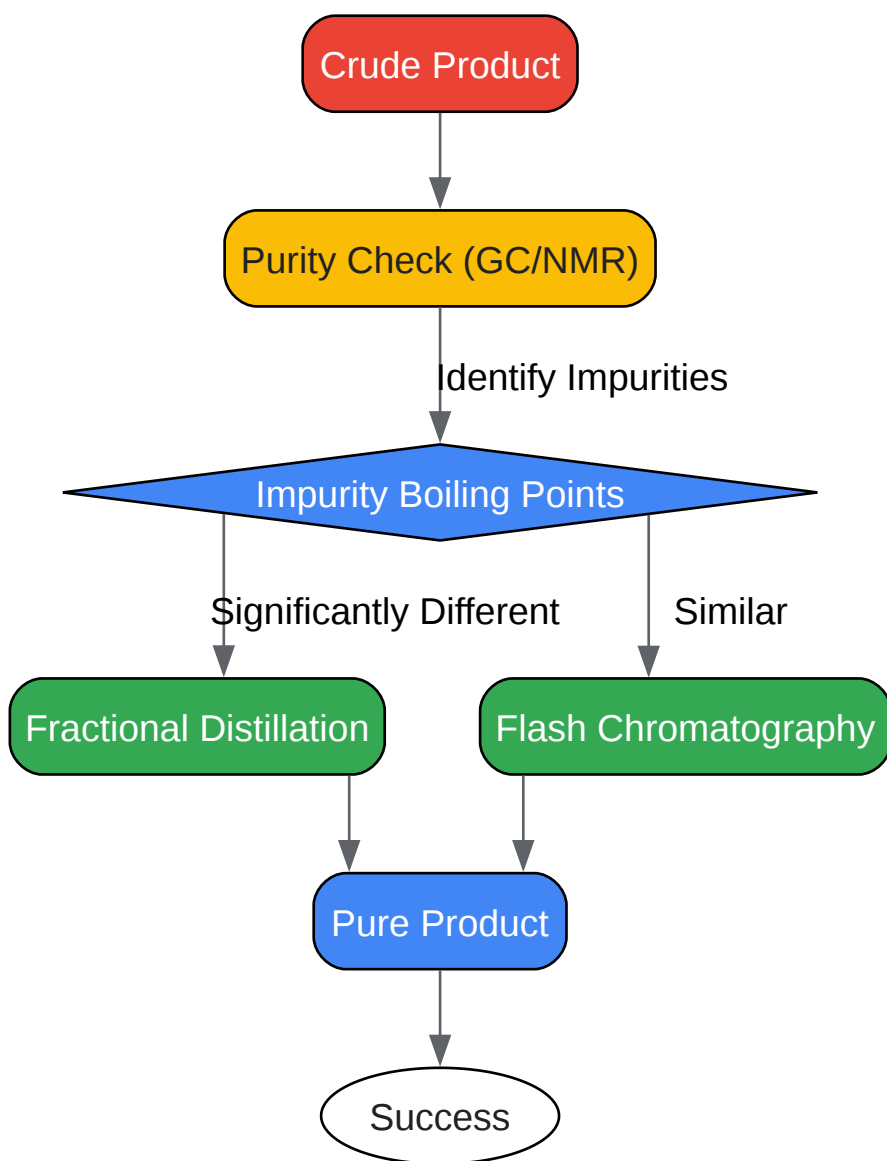 Crude Product
Purity Check (GC/NMR)
Identify Impurities
Impurity Boiling Points
Significantly Different
Similar
Fractional Distillation
Flash Chromatography
Pure Product
Success